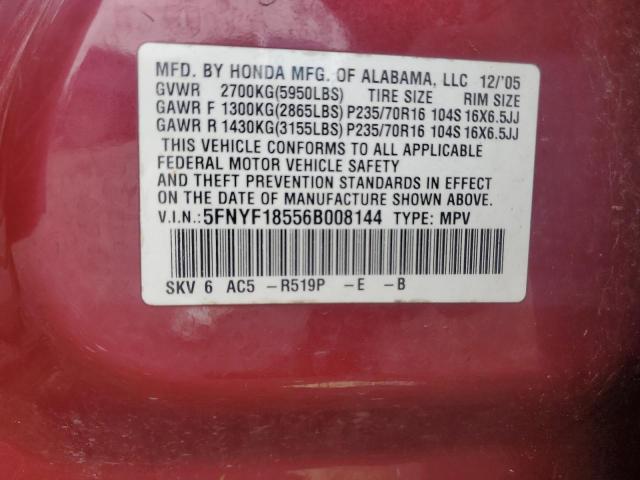 MFD. BY HONDA MFG. OF ALABAMA, LLC 12/'05
GVWR 2700KG(5950LBS) TIRE SIZE RIM SIZE
GAWR F 1300KG(2865LBS) P235/70R16 104S 16X6.5JJ
GAWR R 1430KG(3155LBS) P235/70R16 104S 16X6.5JJ
THIS VEHICLE CONFORMS TO ALL APPLICABLE
FEDERAL MOTOR VEHICLE SAFETY
AND THEFT PREVENTION STANDARDS IN EFFECT
ON THE DATE OF MANUFACTURE SHOWN ABOVE.
V.I.N.:5FNYF18556B008144 TYPE: MPV
SKV 6 AC5 -R519P -E -B